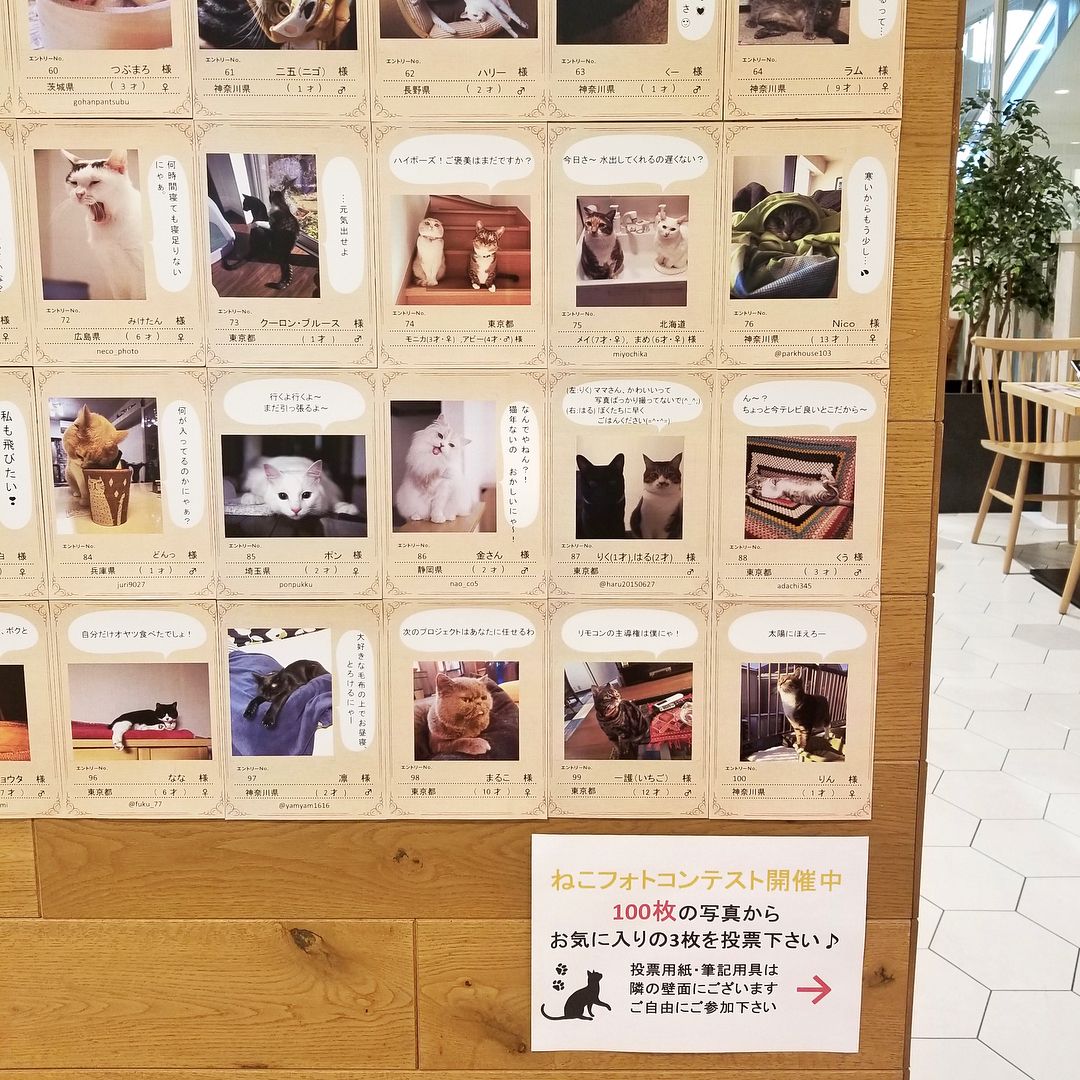 さ
♥
るって…
エントリーNo.
60 つぶまろ 様
茨城県 (3才) ♀
gohanpantsubu
エントリーNo.
61 二五(ニゴ) 様
神奈川県 (1才) ♂
エントリーNo.
62 ハリー 様
長野県 (2才) ♂
エントリーNo.
63 くー 様
神奈川県 (1才) ♂
エントリーNo.
64 ラム 様
神奈川県 (9才) ♀
様
♀
何時間寝ても寝足りない
にゃぁ。
エントリーNo.
72 みけたん 様
広島県 (6才) ♀
neco_photo
…元気出せよ
エントリーNo.
73 クーロン・ブルース 様
東京都 (1才) ♂
ハイポーズ!ご褒美はまだですか?
エントリーNo.
74 東京都
モニカ(3才・♀),アビー(4才・♂) 様
今日さ〜 水出してくれるの遅くない?
エントリーNo.
75 北海道
メイ(7才・♀)、まめ(6才・♀) 様
miyochika
寒いからもう少し…
エントリーNo.
76 Nico 様
神奈川県 (13才) ♀
@parkhouse103
私も飛びたい❣
白 様
♀
何が入ってるのかにゃぁ?
エントリーNo.
84 どんっ 様
兵庫県 (1才) ♂
juri9027
行くよ行くよ〜
まだ引っ張るよ〜
エントリーNo.
85 ポン 様
埼玉県 (2才) ♀
ponpukku
なんでやねん?!
猫年ないの おかしいにゃ〜!
エントリーNo.
86 金さん 様
静岡県 (2才) ♂
nao_co5
(左:りく) ママさん、かわいいって
写真ばっかり撮ってないで(^_^;)
(右:はる) ぼくたちに早く
ごはんください(=^・^=)
エントリーNo.
87 りく(1才),はる(2才) 様
東京都 ♂
@haru20150627
ん〜?
ちょっと今テレビ良いとこだから〜
エントリーNo.
88 くう 様
東京都 (3才) ♂
adachi345
、ボクと
ョウタ 様
7才) ♂
mi
自分だけオヤツ食べたでしょ!
エントリーNo.
96 なな 様
東京都 (6才) ♀
@fuku_77
大好きな毛布の上でお昼寝、
とろけるにゃー
エントリーNo.
97 凛 様
神奈川県 (2才) ♂
@yamyam1616
次のプロジェクトはあなたに任せるわ
エントリーNo.
98 まるこ 様
東京都 (10才) ♀
リモコンの主導権は僕にゃ!
エントリーNo.
99 一護(いちご) 様
東京都 (12才) ♂
太陽にほえろー
エントリーNo.
100 りん 様
神奈川県 (1才) ♀
ねこフォトコンテスト開催中
100枚の写真から
お気に入りの3枚を投票下さい♪
投票用紙・筆記用具は
隣の壁面にございます
ご自由にご参加下さい
→